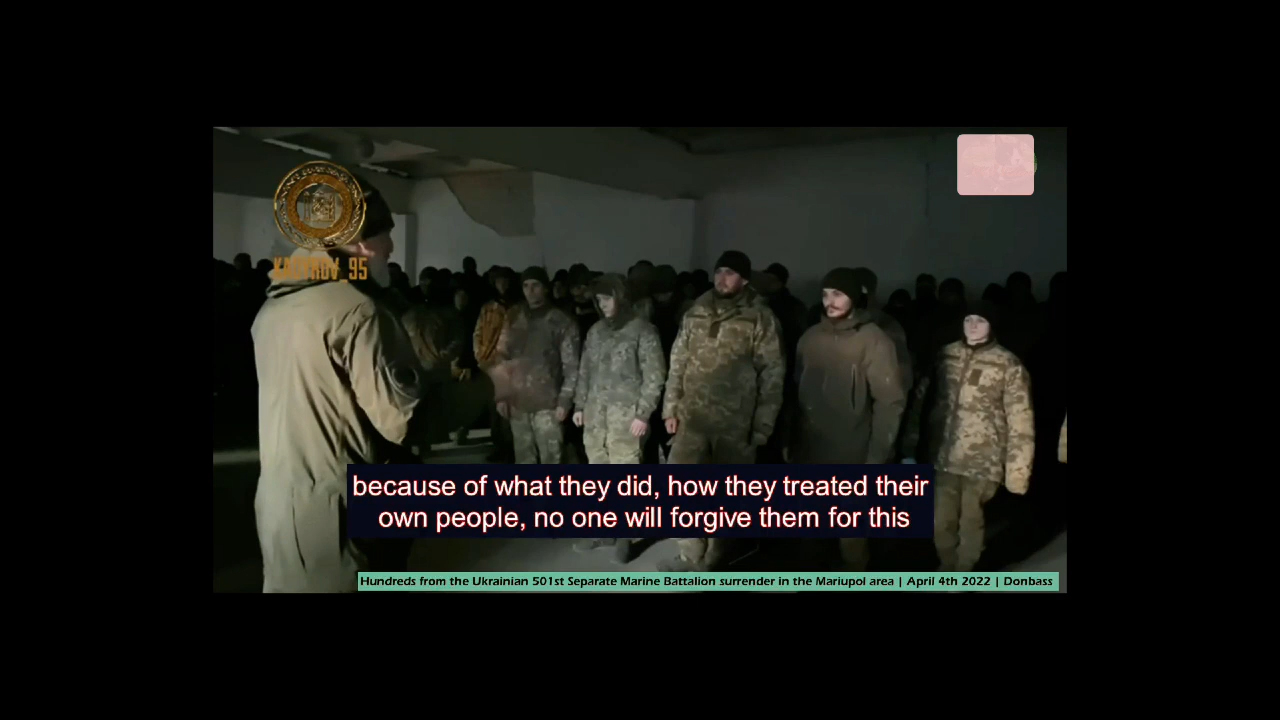 KADYROV_95
because of what they did, how they treated their
own people, no one will forgive them for this
Hundreds from the Ukrainian 501st Separate Marine Battalion surrender in the Mariupol area | April 4th 2022 | Donbass